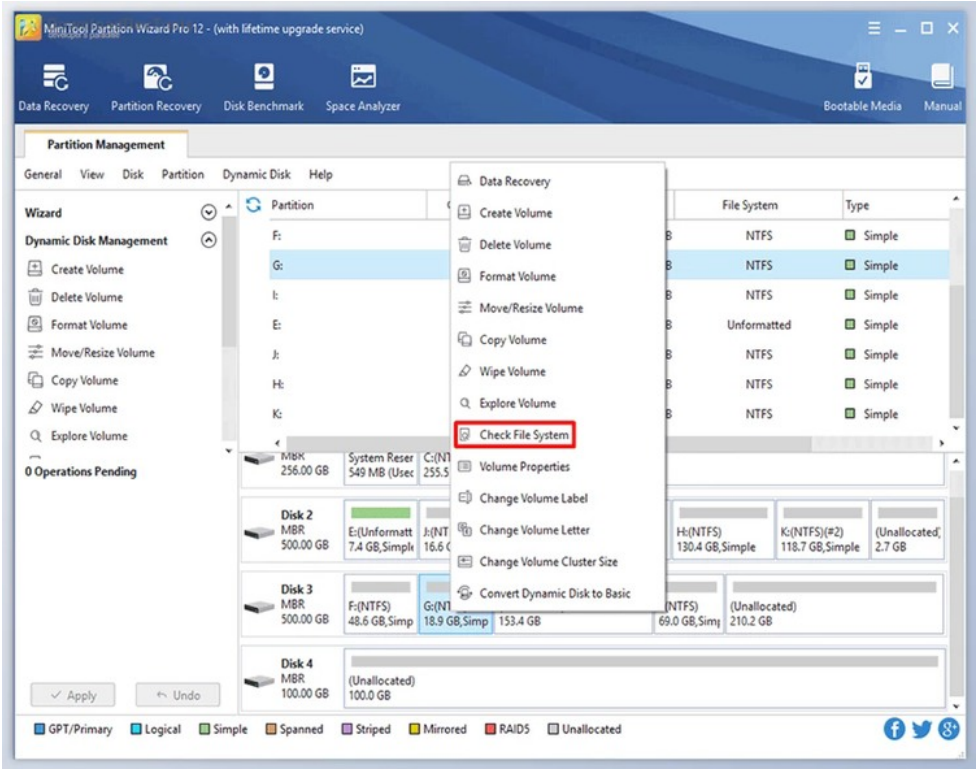 MiniTool Partition Wizard Pro 12 - (with lifetime upgrade service)
Data Recovery Partition Recovery Disk Benchmark Space Analyzer Bootable Media Manual
Partition Management
General View Disk Partition Dynamic Disk Help
Wizard
Dynamic Disk Management
Create Volume
Delete Volume
Format Volume
Move/Resize Volume
Copy Volume
Wipe Volume
Explore Volume
0 Operations Pending
Apply Undo
Partition File System Type
F: B NTFS Simple
G: B NTFS Simple
I: B NTFS Simple
E: B Unformatted Simple
J: B NTFS Simple
H: B NTFS Simple
K: B NTFS Simple
Data Recovery
Create Volume
Delete Volume
Format Volume
Move/Resize Volume
Copy Volume
Wipe Volume
Explore Volume
Check File System
Volume Properties
Change Volume Label
Change Volume Letter
Change Volume Cluster Size
Convert Dynamic Disk to Basic
MBR System Reser C:(NT
256.00 GB 549 MB (Usec 255.5
Disk 2
MBR E:(Unformatt J:(NT H:(NTFS) K:(NTFS)(#2) (Unallocated)
500.00 GB 7.4 GB,Simple 16.6 130.4 GB,Simple 118.7 GB,Simple 2.7 GB
Disk 3
MBR F:(NTFS) G:(NT (NTFS) (Unallocated)
500.00 GB 48.6 GB,Simp 18.9 GB,Simp 153.4 GB 69.0 GB,Simp 210.2 GB
Disk 4
MBR (Unallocated)
100.00 GB 100.0 GB
GPT/Primary Logical Simple Spanned Striped Mirrored RAID5 Unallocated